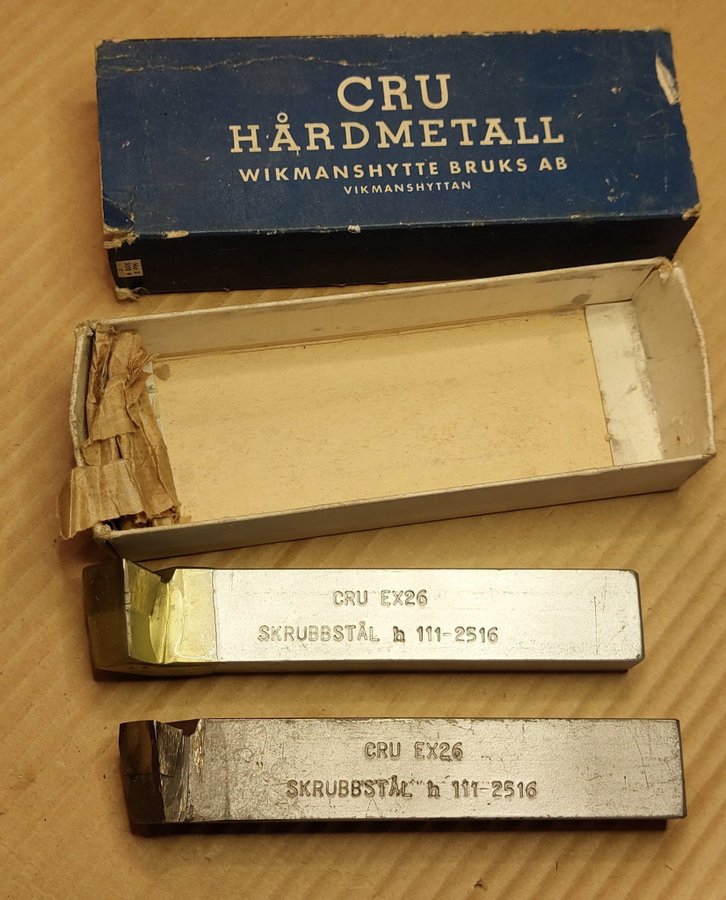 CRU
HÅRDMETALL
WIKMANSHYTTE BRUKS AB
VIKMANSHYTTAN
CRU EX26
SKRUBBSTÅL h 111-2516
CRU EX26
SKRUBBSTÅL h 111-2516